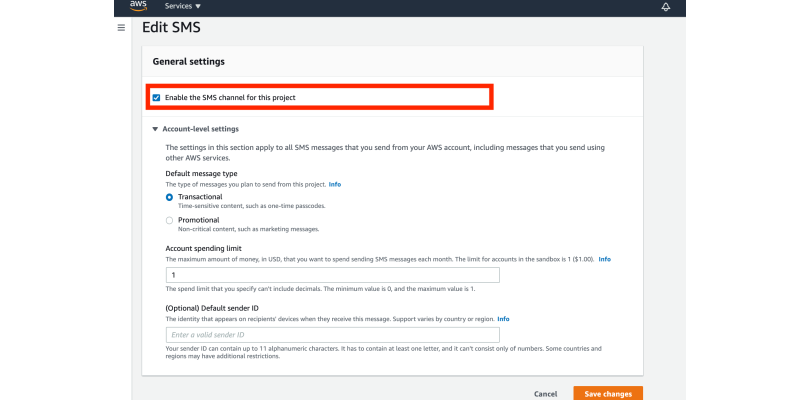 aws
Services ▼
Edit SMS
General settings
Enable the SMS channel for this project
▼ Account-level settings
The settings in this section apply to all SMS messages that you send from your AWS account, including messages that you send using
other AWS services.
Default message type
The type of messages you plan to send from this project. Info
Transactional
Time-sensitive content, such as one-time passcodes.
Promotional
Non-critical content, such as marketing messages.
Account spending limit
The maximum amount of money, in USD, that you want to spend sending SMS messages each month. The limit for accounts in the sandbox is 1 ($1.00). Info
1
The spend limit that you specify can't include decimals. The minimum value is 0, and the maximum value is 1.
(Optional) Default sender ID
The identity that appears on recipients' devices when they receive this message. Support varies by country or region. Info
Enter a valid sender ID
Your sender ID can contain up to 11 alphanumeric characters. It has to contain at least one letter, and it can't consist only of numbers. Some countries and
regions may have additional restrictions.
Cancel
Save changes